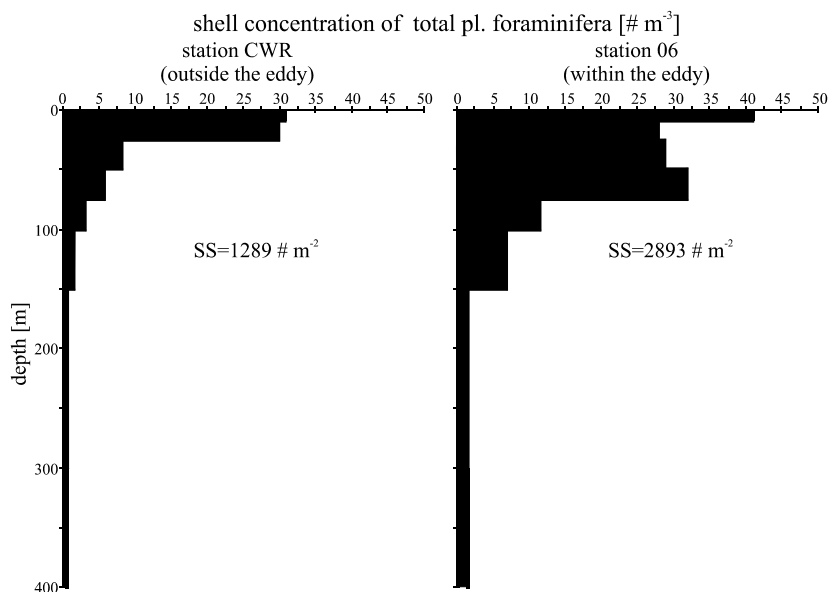 shell concentration of total pl. foraminifera [# m-3]
station CWR
(outside the eddy)
station 06
(within the eddy)
0 5 10 15 20 25 30 35 40 45 50
0 5 10 15 20 25 30 35 40 45 50
0
100
SS=1289 # m-2
SS=2893 # m-2
depth [m]
200
300
400